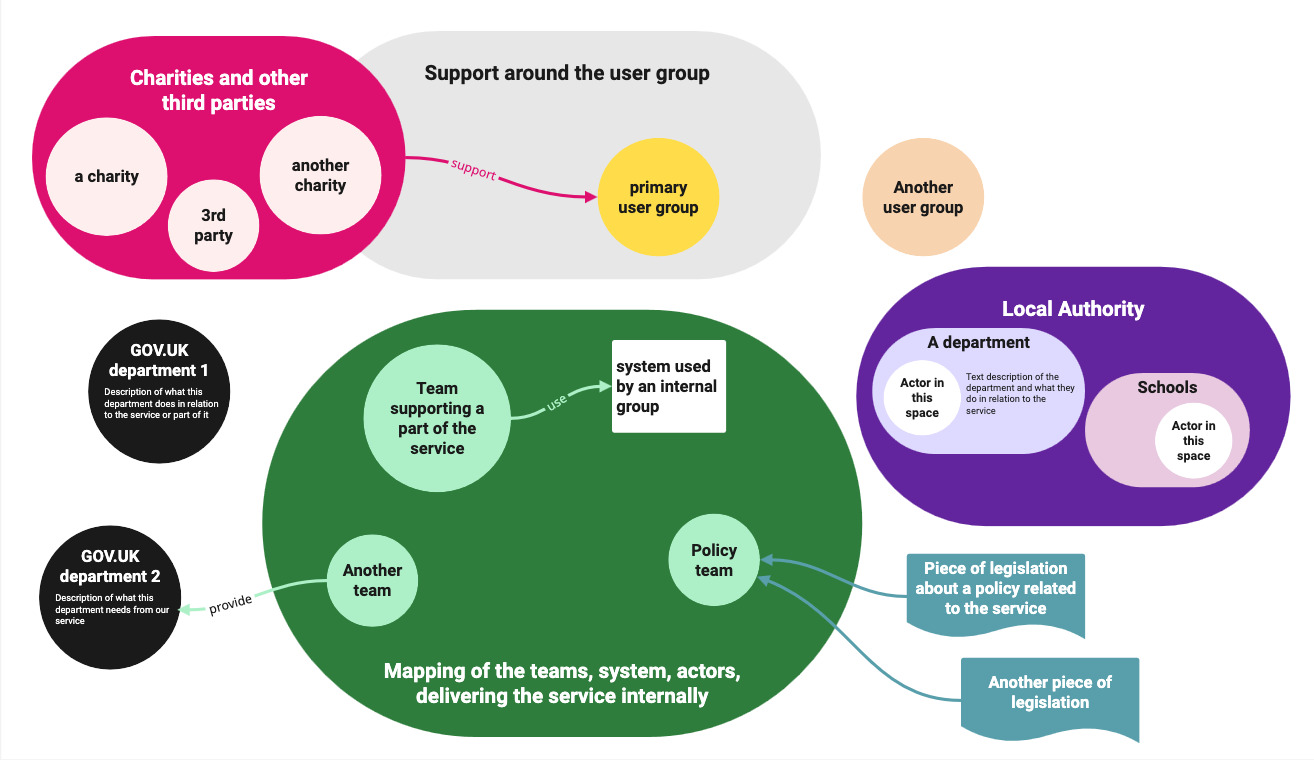 Charities and other
third parties
a charity
3rd
party
another
charity
Support around the user group
support
primary
user group
Another
user group
GOV.UK
department 1
Description of what this
department does in relation
to the service or part of it
Team
supporting a
part of the
service
use
system used
by an internal
group
Local Authority
A department
Actor in
this
space
Text description of the
department and what they
do in relation to the
service
Schools
Actor in
this
space
GOV.UK
department 2
Description of what this
department needs from our
service
provide
Another
team
Policy
team
Piece of legislation
about a policy related
to the service
Another piece of
legislation
Mapping of the teams, system, actors,
delivering the service internally